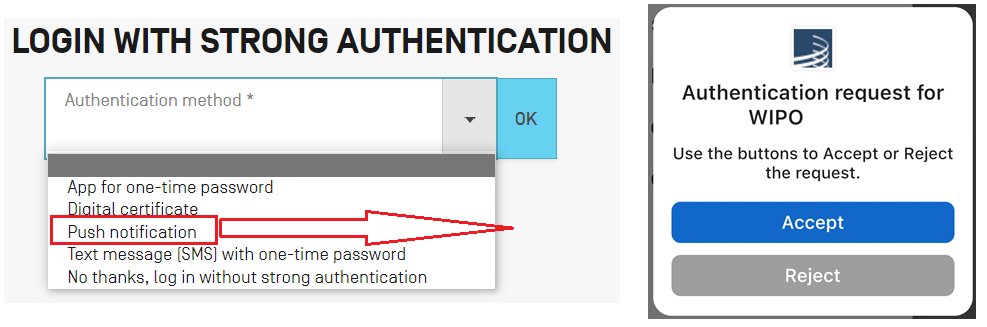 LOGIN WITH STRONG AUTHENTICATION
Authentication method *
OK
App for one-time password
Digital certificate
Push notification
Text message (SMS) with one-time password
No thanks, log in without strong authentication
Authentication request for
WIPO
Use the buttons to Accept or Reject
the request.
Accept
Reject